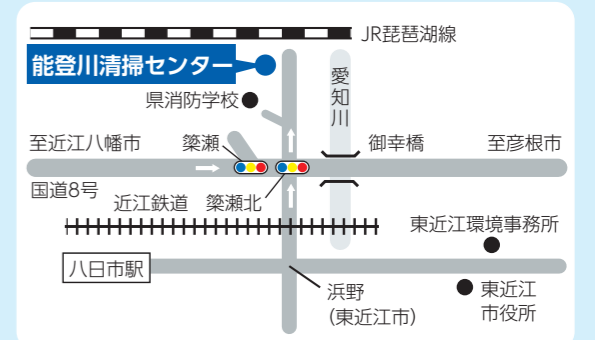 JR琵琶湖線
能登川清掃センター
愛知川
県消防学校
至近江八幡市
簗瀬
御幸橋
至彦根市
国道8号
近江鉄道
簗瀬北
東近江環境事務所
八日市駅
浜野
(東近江市)
東近江
市役所